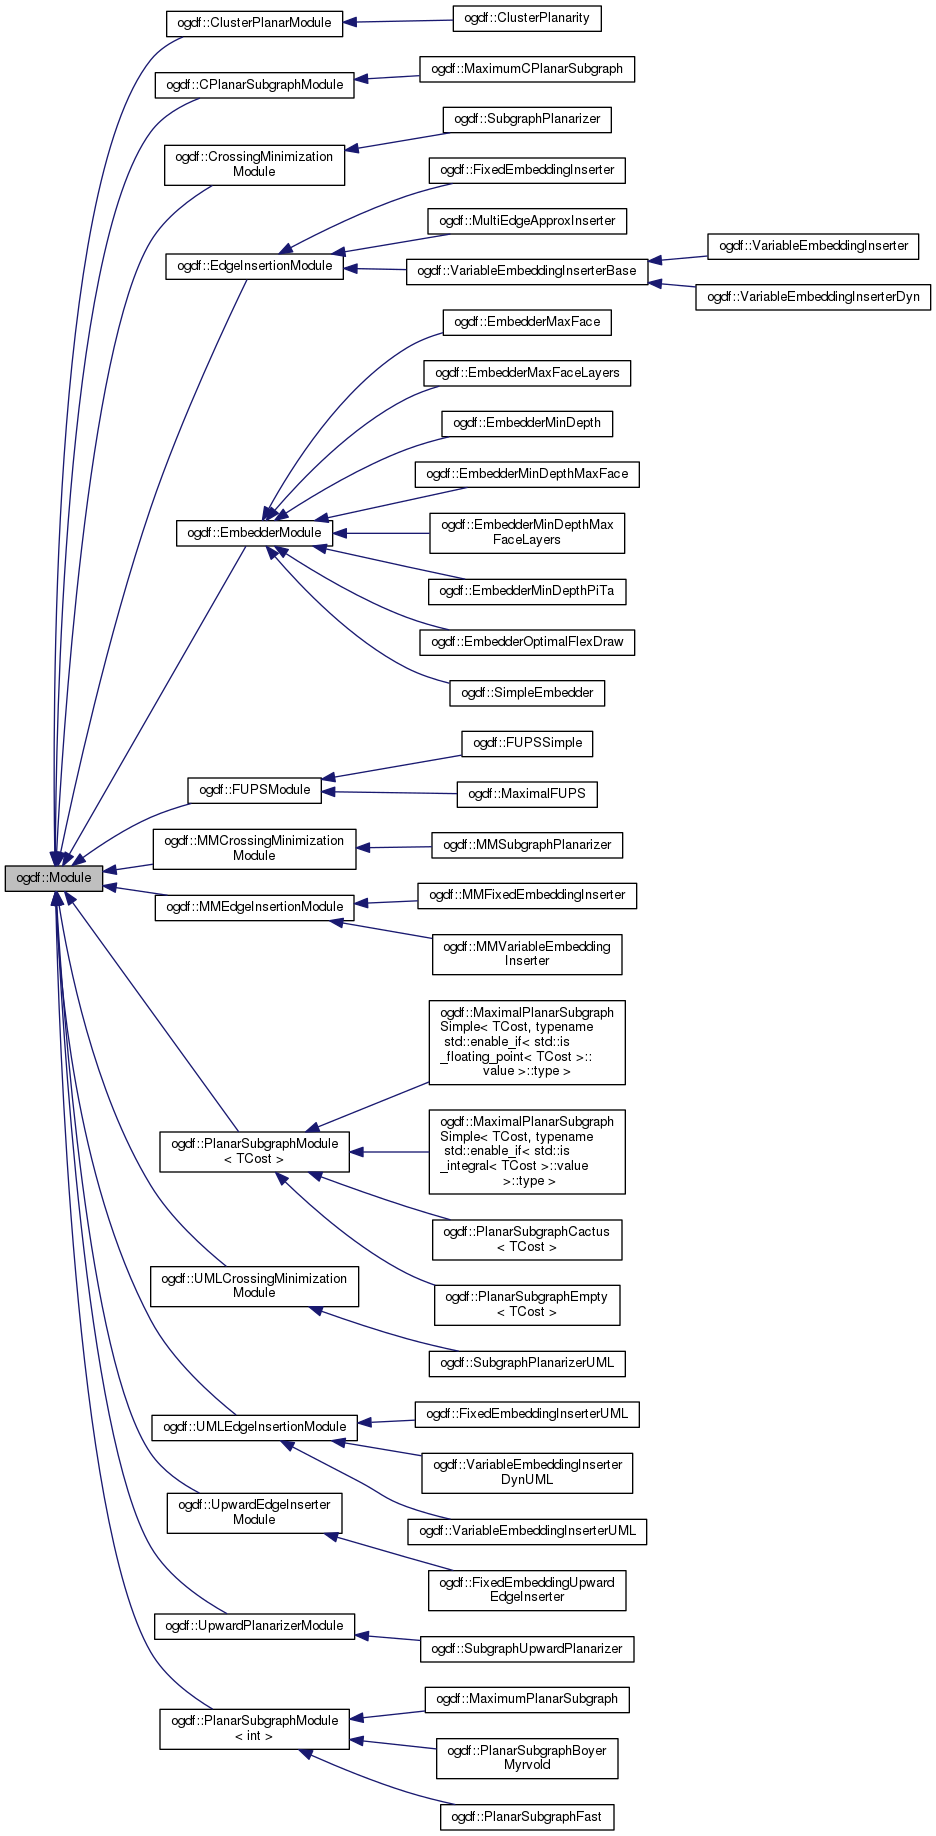 ogdf::Module
ogdf::ClusterPlanarModule
ogdf::ClusterPlanarity
ogdf::CPlanarSubgraphModule
ogdf::MaximumCPlanarSubgraph
ogdf::CrossingMinimization
Module
ogdf::SubgraphPlanarizer
ogdf::EdgeInsertionModule
ogdf::FixedEmbeddingInserter
ogdf::MultiEdgeApproxInserter
ogdf::VariableEmbeddingInserterBase
ogdf::VariableEmbeddingInserter
ogdf::VariableEmbeddingInserterDyn
ogdf::EmbedderModule
ogdf::EmbedderMaxFace
ogdf::EmbedderMaxFaceLayers
ogdf::EmbedderMinDepth
ogdf::EmbedderMinDepthMaxFace
ogdf::EmbedderMinDepthMax
FaceLayers
ogdf::EmbedderMinDepthPiTa
ogdf::EmbedderOptimalFlexDraw
ogdf::SimpleEmbedder
ogdf::FUPSModule
ogdf::FUPSSimple
ogdf::MaximalFUPS
ogdf::MMCrossingMinimization
Module
ogdf::MMSubgraphPlanarizer
ogdf::MMEdgeInsertionModule
ogdf::MMFixedEmbeddingInserter
ogdf::MMVariableEmbedding
Inserter
ogdf::PlanarSubgraphModule
< TCost >
ogdf::MaximalPlanarSubgraph
Simple< TCost, typename
std::enable_if< std::is
_floating_point< TCost >::
value >::type >
ogdf::MaximalPlanarSubgraph
Simple< TCost, typename
std::enable_if< std::is
_integral< TCost >::value
>::type >
ogdf::PlanarSubgraphCactus
< TCost >
ogdf::PlanarSubgraphEmpty
< TCost >
ogdf::UMLCrossingMinimization
Module
ogdf::SubgraphPlanarizerUML
ogdf::UMLEdgeInsertionModule
ogdf::FixedEmbeddingInserterUML
ogdf::VariableEmbeddingInserter
DynUML
ogdf::VariableEmbeddingInserterUML
ogdf::UpwardEdgeInserter
Module
ogdf::FixedEmbeddingUpward
EdgeInserter
ogdf::UpwardPlanarizerModule
ogdf::SubgraphUpwardPlanarizer
ogdf::PlanarSubgraphModule
< int >
ogdf::MaximumPlanarSubgraph
ogdf::PlanarSubgraphBoyer
Myrvold
ogdf::PlanarSubgraphFast